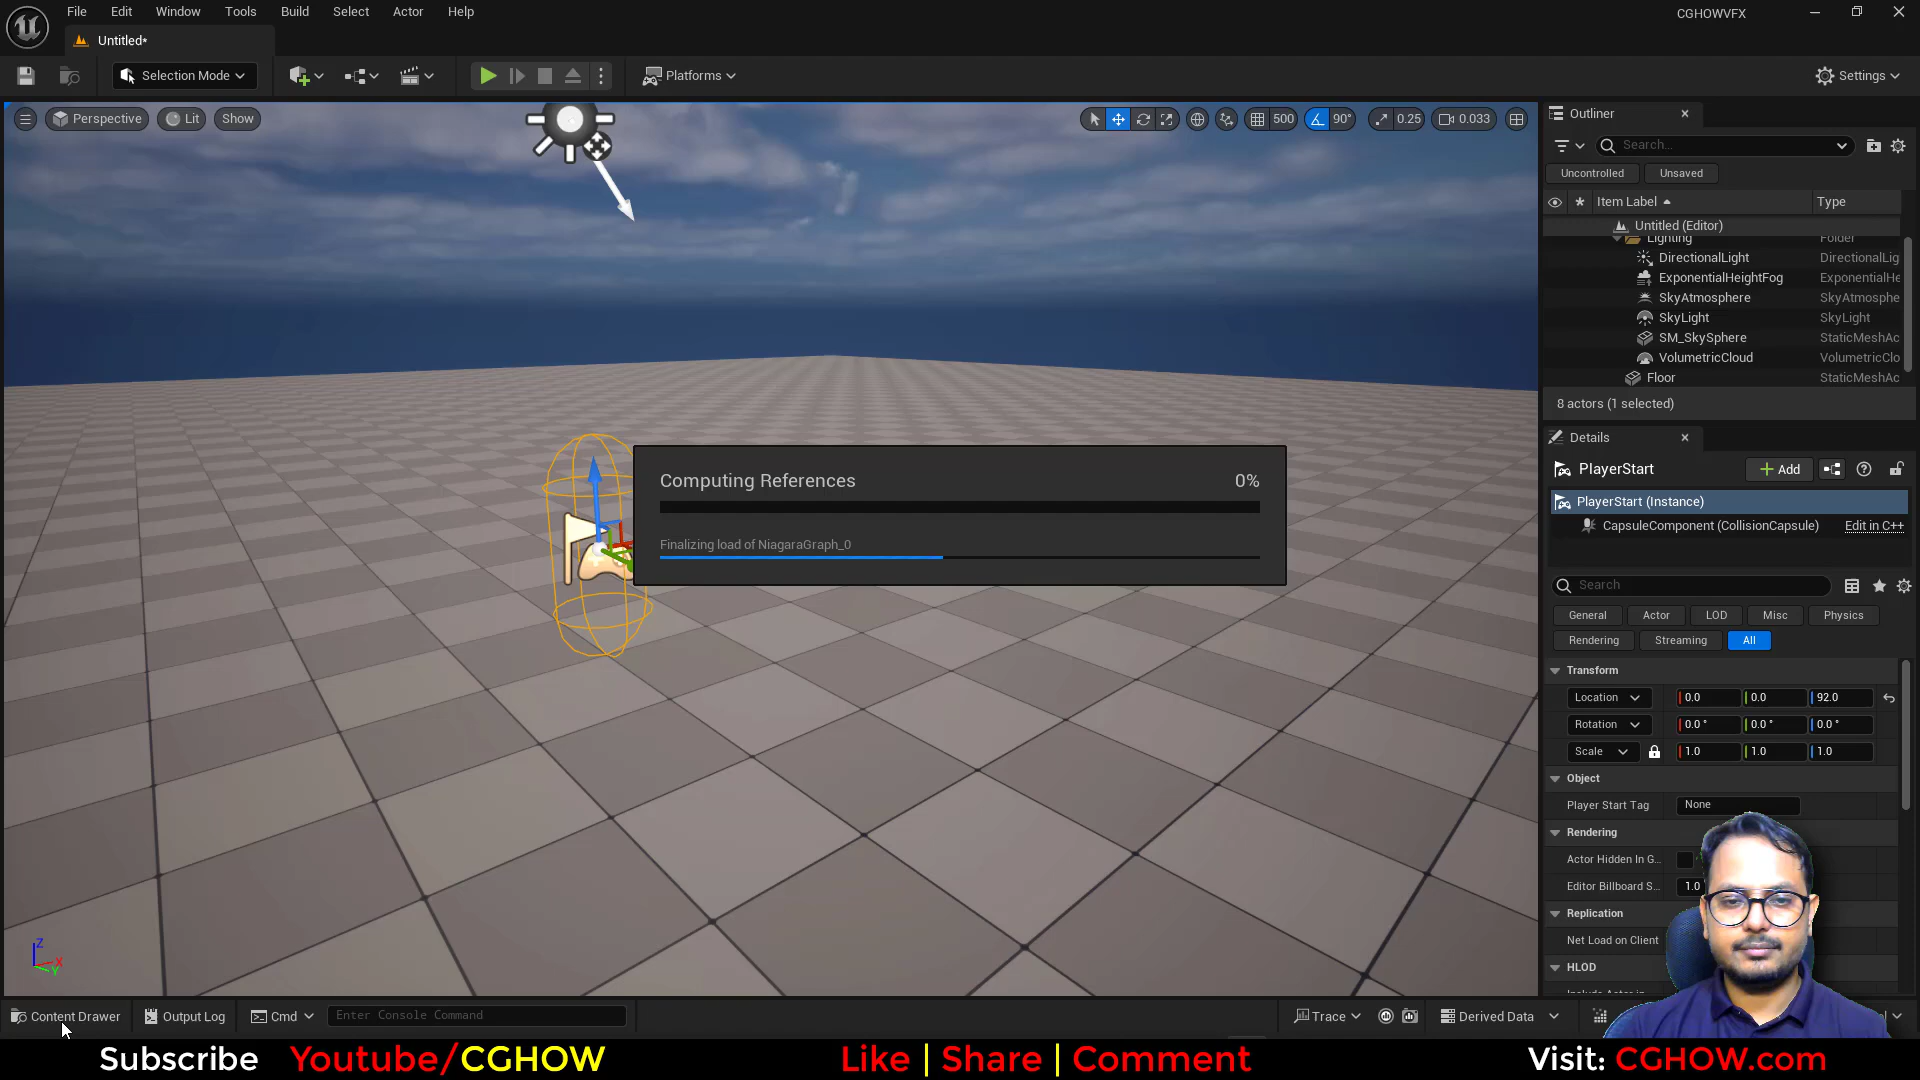 File Edit Window Tools Build Select Actor Help
CGHOWVFX
Untitled*
Selection Mode
Platforms
Settings
Perspective Lit Show
500 90° 0.25 0.033
Outliner
Search...
Uncontrolled Unsaved
Item Label Type
Untitled (Editor)
Lighting Folder
DirectionalLight DirectionalLig
ExponentialHeightFog ExponentialHe
SkyAtmosphere SkyAtmosphe
SkyLight SkyLight
SM_SkySphere StaticMeshAc
VolumetricCloud VolumetricClo
Floor StaticMeshAc
8 actors (1 selected)
Details
PlayerStart Add
PlayerStart (Instance)
CapsuleComponent (CollisionCapsule) Edit in C++
Search
General Actor LOD Misc Physics
Rendering Streaming All
Transform
Location 0.0 0.0 92.0
Rotation 0.0 ° 0.0 ° 0.0 °
Scale 1.0 1.0 1.0
Object
Player Start Tag None
Rendering
Actor Hidden In G...
Editor Billboard S... 1.0
Replication
Net Load on Client
HLOD
Computing References 0%
Finalizing load of NiagaraGraph_0
Z
X
Y
Content Drawer Output Log Cmd Enter Console Command
Trace Derived Data
Subscribe Youtube/CGHOW Like | Share | Comment Visit: CGHOW.com